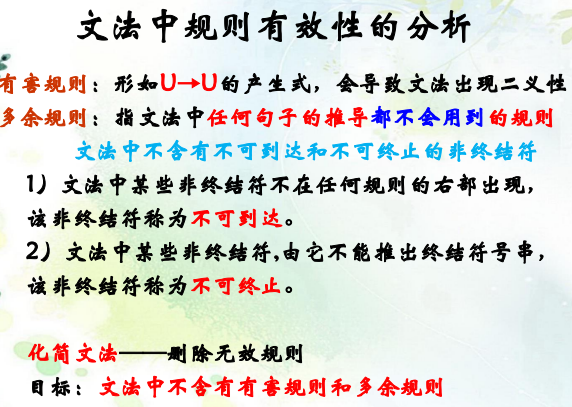 文法中规则有效性的分析
有害规则：形如U→U的产生式，会导致文法出现二义性
多余规则：指文法中任何句子的推导都不会用到的规则
文法中不含有不可到达和不可终止的非终结符
1）文法中某些非终结符不在任何规则的右部出现，
该非终结符称为不可到达。
2）文法中某些非终结符,由它不能推出终结符号串，
该非终结符称为不可终止。
化简文法——删除无效规则
目标：文法中不含有有害规则和多余规则